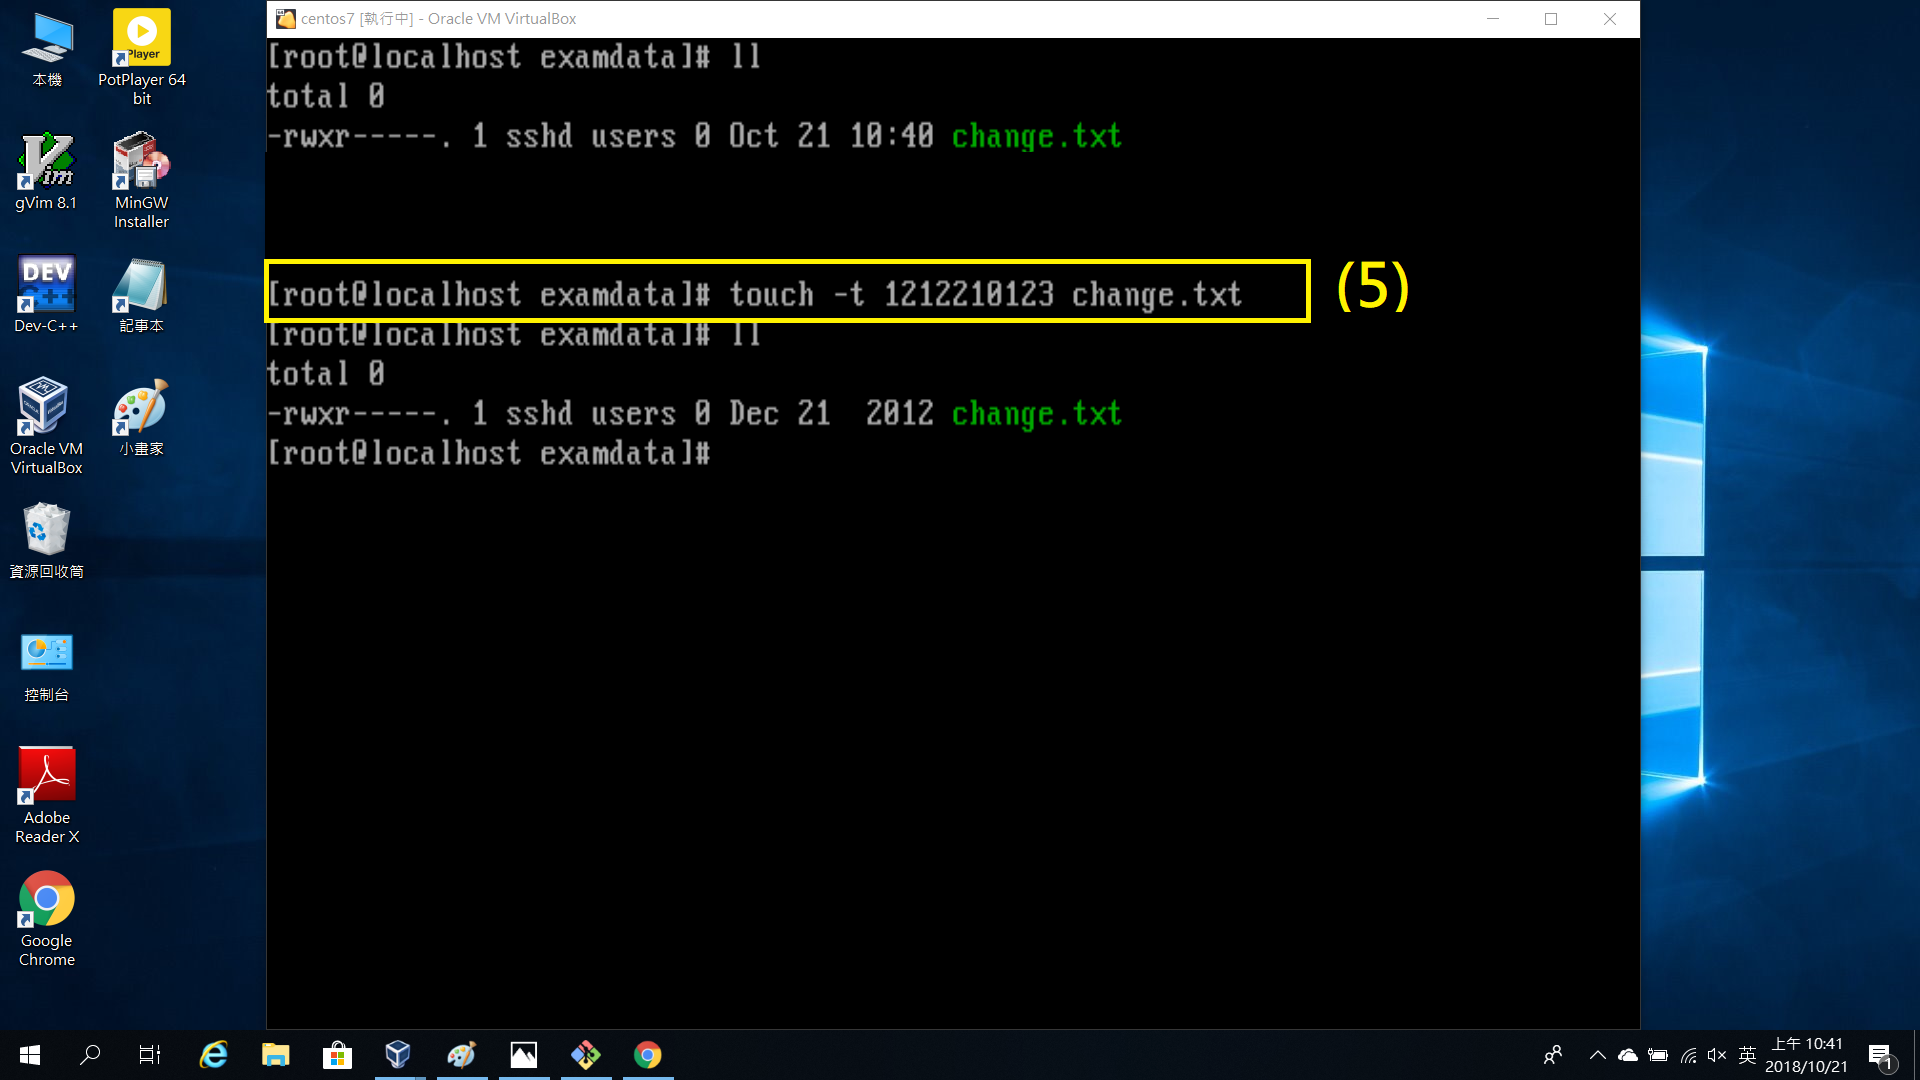 centos7 [執行中] - Oracle VM VirtualBox
[root@localhost examdata]# ll
total 0
-rwxr-----. 1 sshd users 0 Oct 21 10:40 change.txt
[root@localhost examdata]# touch -t 1212210123 change.txt
(5)
[root@localhost examdata]# ll
total 0
-rwxr-----. 1 sshd users 0 Dec 21  2012 change.txt
[root@localhost examdata]#
本機
PotPlayer 64
bit
gVim 8.1
MinGW
Installer
Dev-C++
記事本
Oracle VM
VirtualBox
小畫家
資源回收筒
控制台
Adobe
Reader X
Google
Chrome
Player
DEV
C++
英
上午 10:41
2018/10/21
1